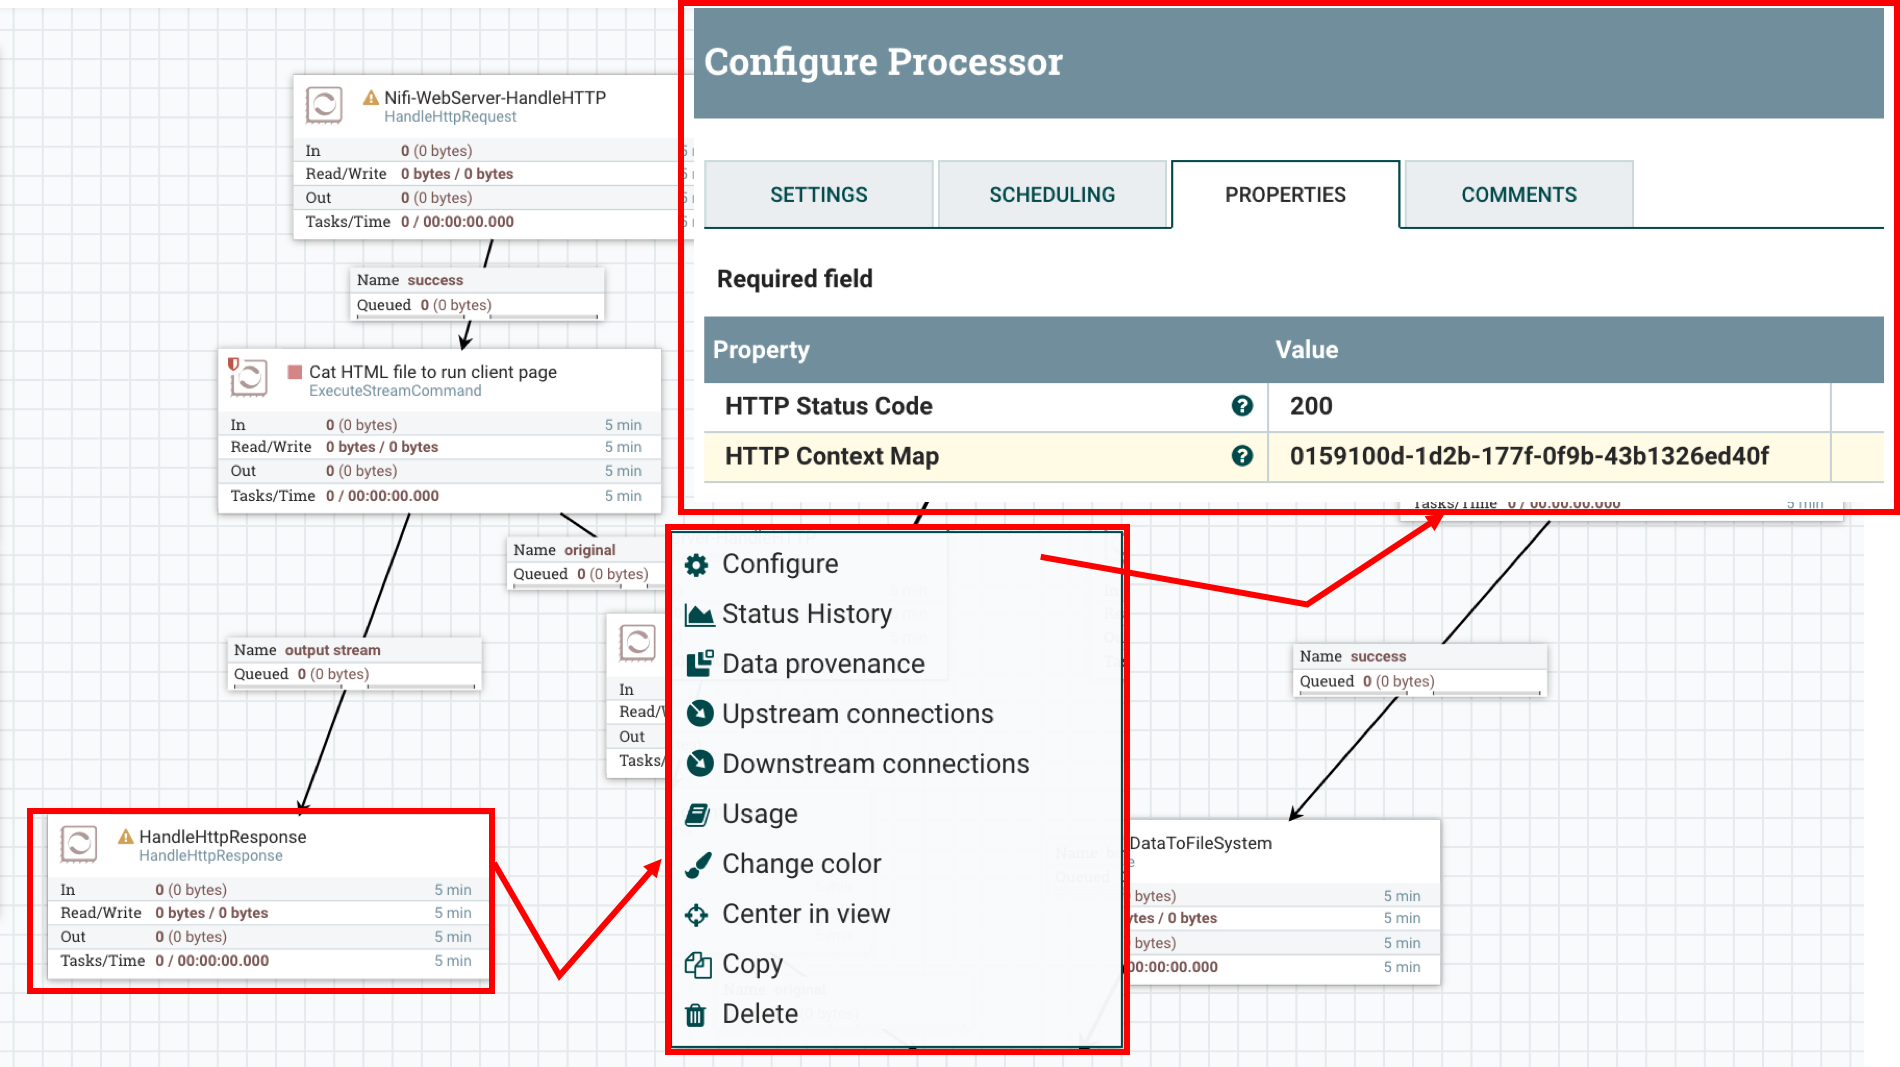 Nifi-WebServer-HandleHTTP
HandleHttpRequest
In 0 (0 bytes)
Read/Write 0 bytes / 0 bytes
Out 0 (0 bytes)
Tasks/Time 0 / 00:00:00.000
Name success
Queued 0 (0 bytes)
Cat HTML file to run client page
ExecuteStreamCommand
In 0 (0 bytes) 5 min
Read/Write 0 bytes / 0 bytes 5 min
Out 0 (0 bytes) 5 min
Tasks/Time 0 / 00:00:00.000 5 min
Name original
Queued 0 (0 bytes)
Name output stream
Queued 0 (0 bytes)
In
Read/
Out
Tasks/
HandleHttpResponse
HandleHttpResponse
In 0 (0 bytes) 5 min
Read/Write 0 bytes / 0 bytes 5 min
Out 0 (0 bytes) 5 min
Tasks/Time 0 / 00:00:00.000 5 min
Configure Processor
SETTINGS SCHEDULING PROPERTIES COMMENTS
Required field
Property Value
HTTP Status Code 200
HTTP Context Map 0159100d-1d2b-177f-0f9b-43b1326ed40f
Tasks/Time 0 / 00:00:00.000 5 min
Configure
Status History
Data provenance
Upstream connections
Downstream connections
Usage
Change color
Center in view
Copy
Delete
Name success
Queued 0 (0 bytes)
DataToFileSystem
bytes) 5 min
ytes / 0 bytes 5 min
bytes) 5 min
00:00:00.000 5 min